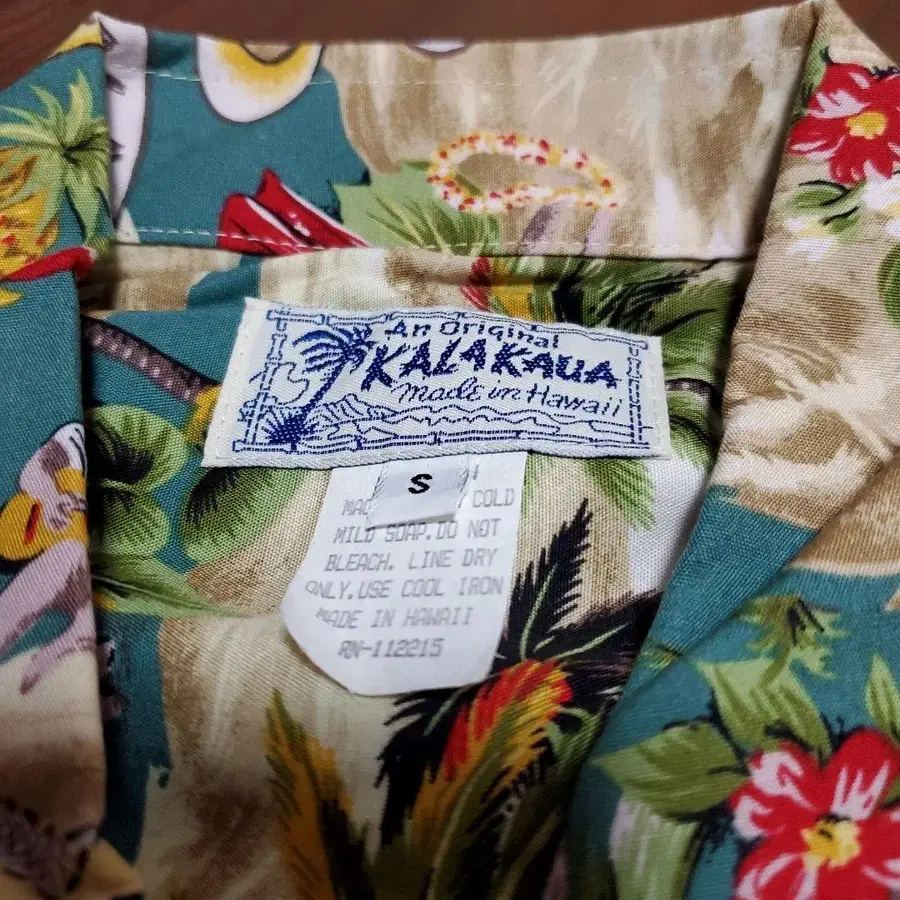 An Original
KALAKAUA
Made in Hawaii
S
COLD
MILD SOAP. DO NOT
BLEACH. LINE DRY
ONLY. USE COOL IRON
MADE IN HAWAII
RN-112215